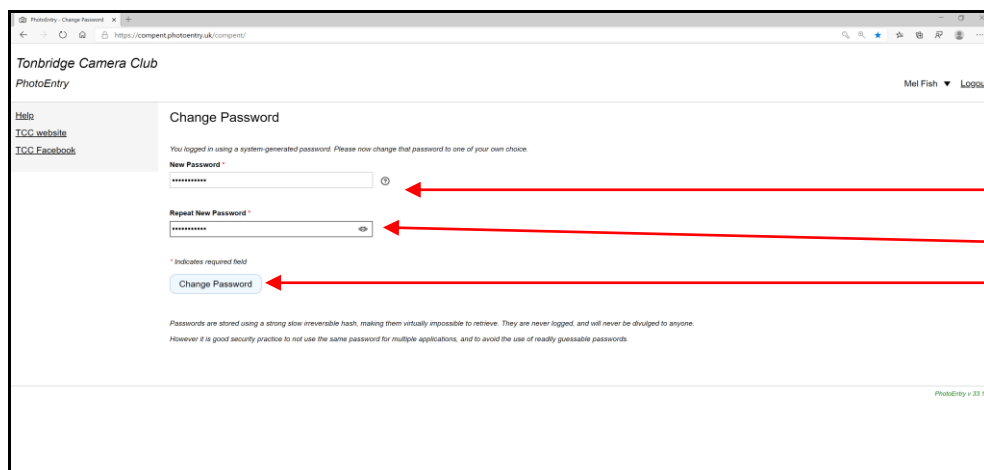 PhotoEntry - Change Password
https://compent.photoentry.uk/compent/
Tonbridge Camera Club
PhotoEntry
Mel Fish ▼ Logou
Help
TCC website
TCC Facebook
Change Password
You logged in using a system-generated password. Please now change that password to one of your own choice.
New Password *
•••••••••••
Repeat New Password *
•••••••••••
* Indicates required field
Change Password
Passwords are stored using a strong slow irreversible hash, making them virtually impossible to retrieve. They are never logged, and will never be divulged to anyone.
However it is good security practice to not use the same password for multiple applications, and to avoid the use of readily guessable passwords.
PhotoEntry v 33.